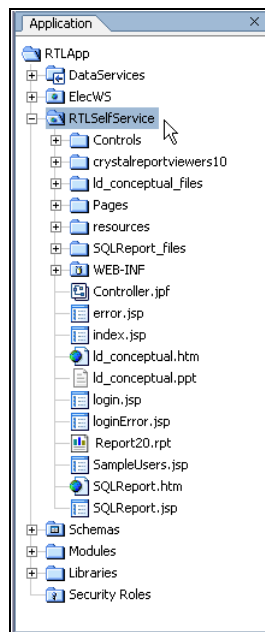 Application
RTLApp
DataServices
ElecWS
RTLSelfService
Controls
crystalreportviewers10
ld_conceptual_files
Pages
resources
SQLReport_files
WEB-INF
Controller.jpf
error.jsp
index.jsp
ld_conceptual.htm
ld_conceptual.ppt
login.jsp
loginError.jsp
Report20.rpt
SampleUsers.jsp
SQLReport.htm
SQLReport.jsp
Schemas
Modules
Libraries
Security Roles